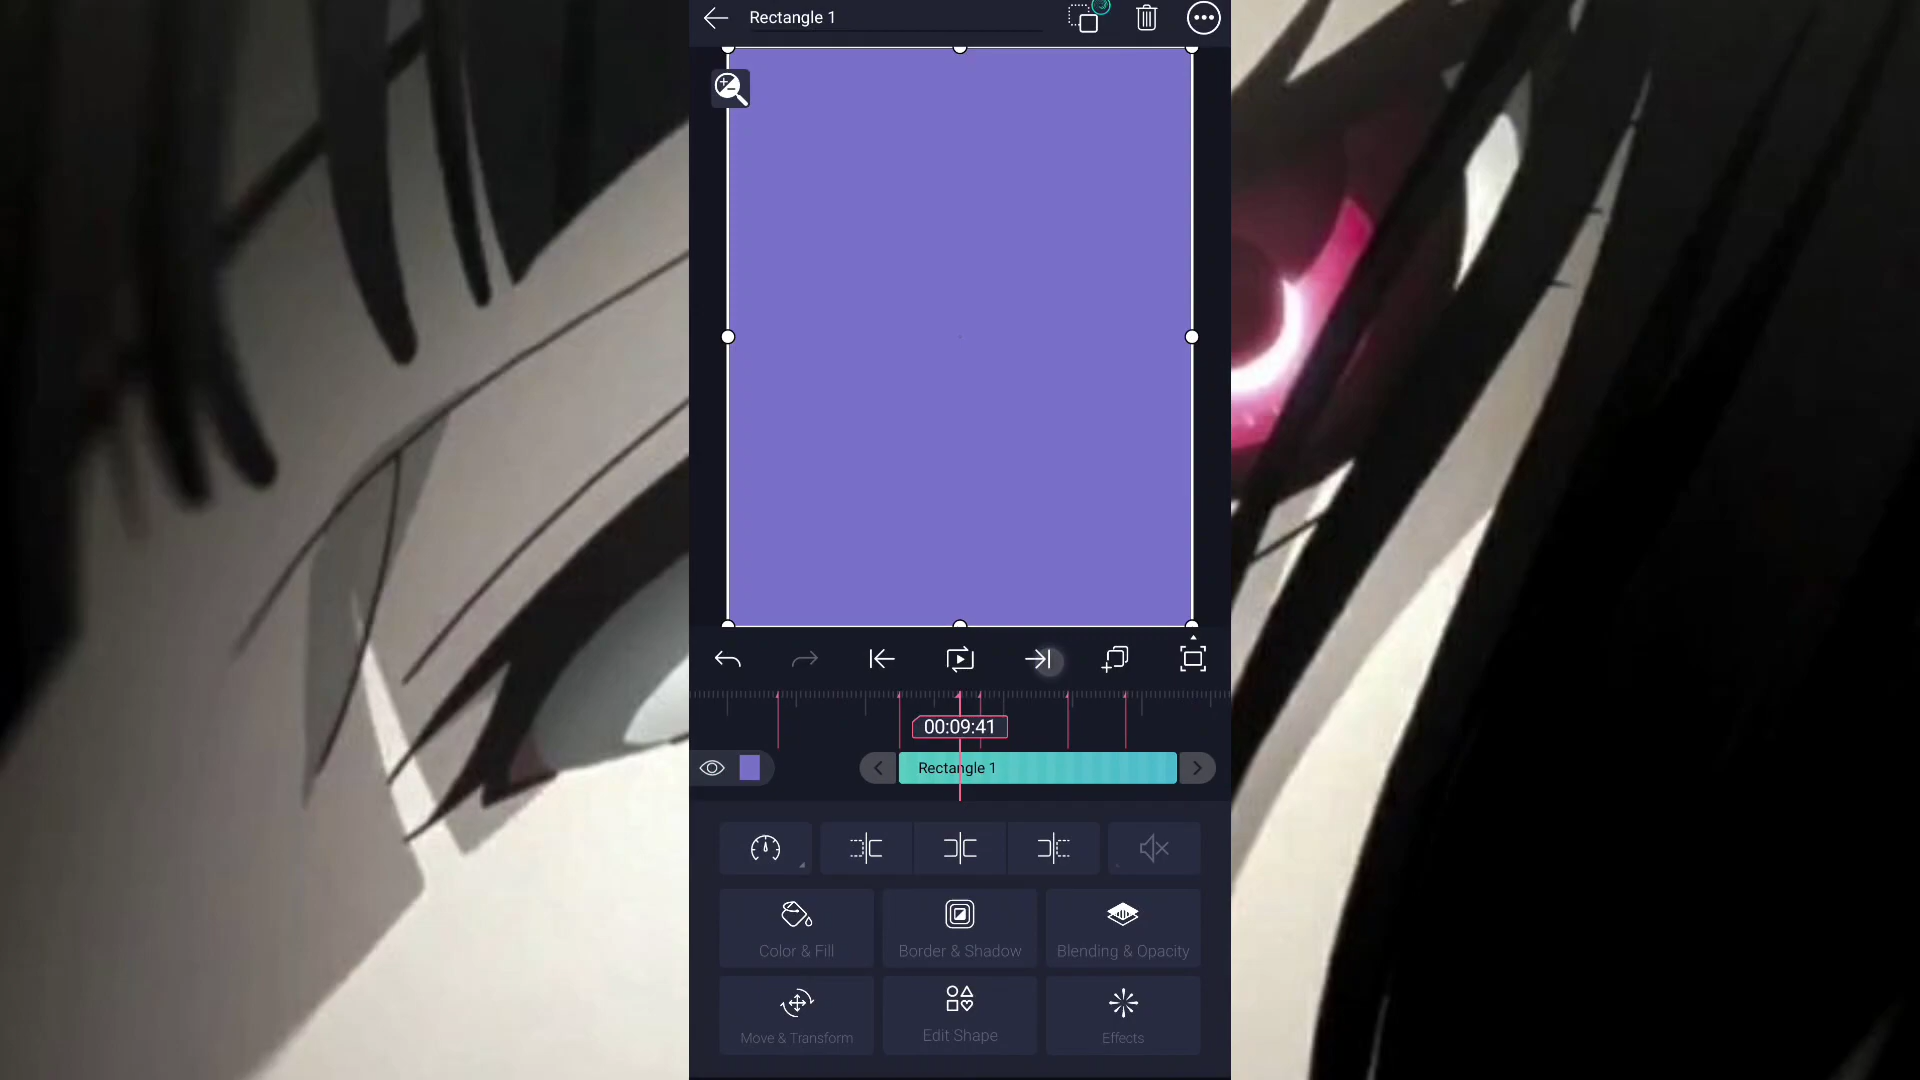 Rectangle 1
00:09:41
Rectangle 1
Color & Fill
Border & Shadow
Blending & Opacity
Move & Transform
Edit Shape
Effects